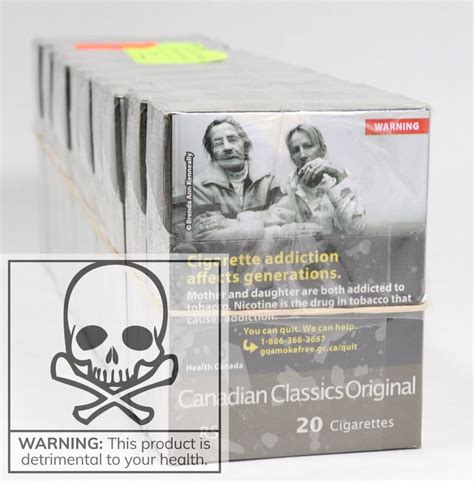 WARNING
© Brenda Ann Kenneally
Cigarette addiction
affects generations.
Mother and daughter are both addicted to
tobacco. Nicotine is the drug in tobacco that
causes addiction.
You can quit. We can help.
1-866-366-3667
gosmokefree.gc.ca/quit
Health Canada
Canadian Classics Original
RS
20 Cigarettes
WARNING: This product is
detrimental to your health.